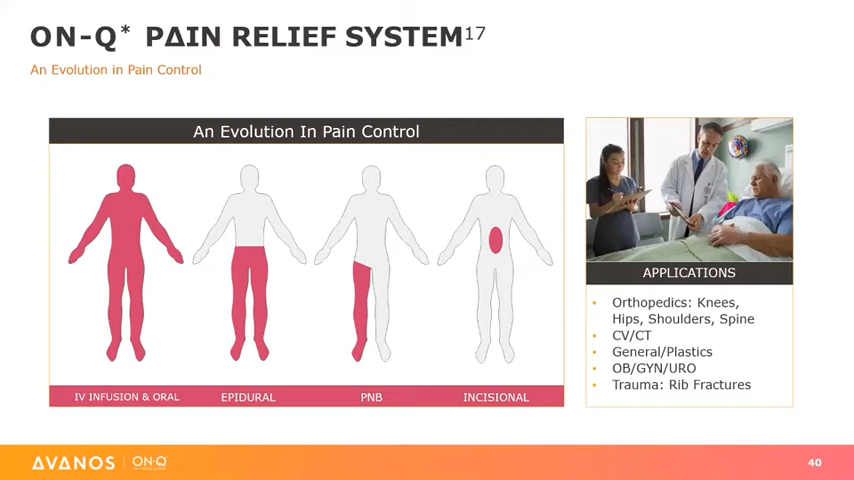 ON-Q* PΔIN RELIEF SYSTEM17
An Evolution in Pain Control
An Evolution In Pain Control
IV INFUSION & ORAL
EPIDURAL
PNB
INCISIONAL
APPLICATIONS
• Orthopedics: Knees,
Hips, Shoulders, Spine
• CV/CT
• General/Plastics
• OB/GYN/URO
• Trauma: Rib Fractures
AVANOS
ON-Q*
40